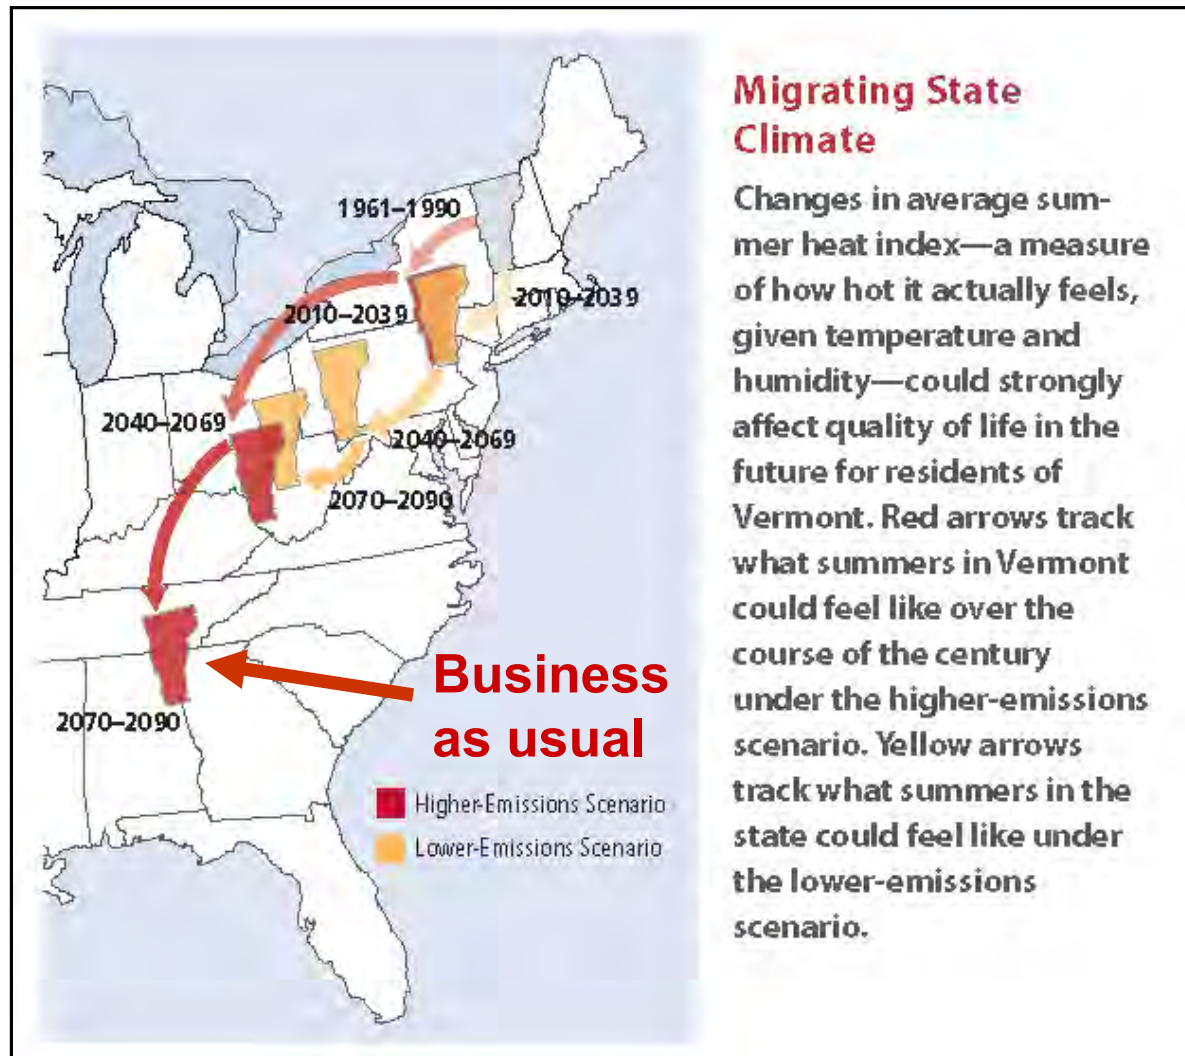 1961–1990
2010–2039
2010–2039
2040–2069
2040–2069
2070–2090
2070–2090
Business
as usual
Higher-Emissions Scenario
Lower-Emissions Scenario
Migrating State
Climate
Changes in average sum-
mer heat index—a measure
of how hot it actually feels,
given temperature and
humidity—could strongly
affect quality of life in the
future for residents of
Vermont. Red arrows track
what summers in Vermont
could feel like over the
course of the century
under the higher-emissions
scenario. Yellow arrows
track what summers in the
state could feel like under
the lower-emissions
scenario.